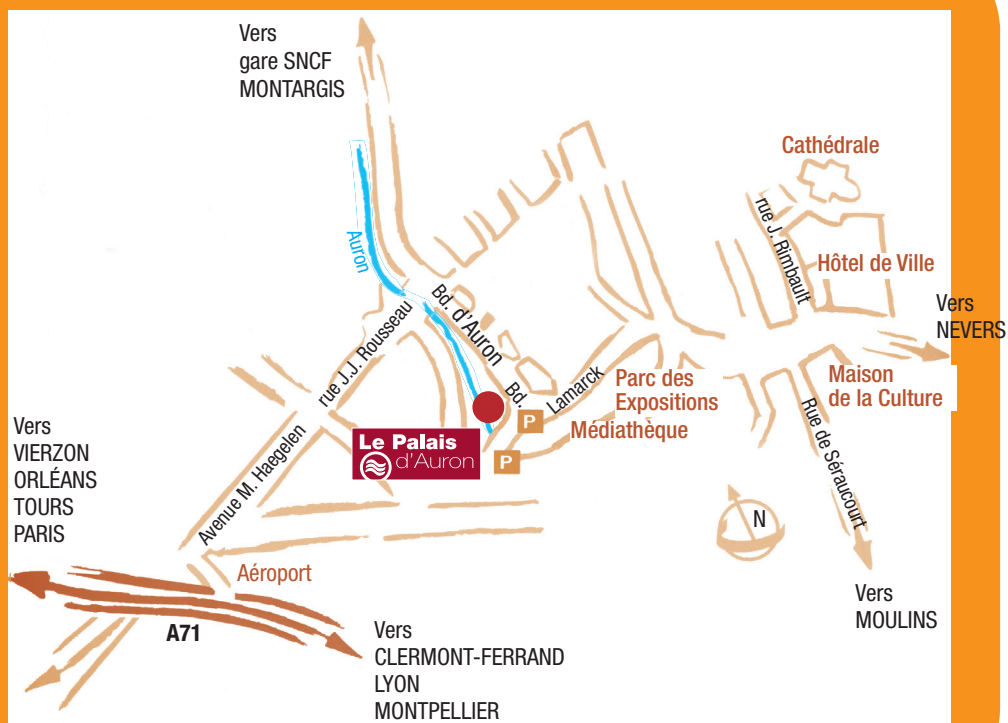 Vers
gare SNCF
MONTARGIS
Cathédrale
rue J. Rimbault
Auron
Hôtel de Ville
Bd. d'Auron
Vers
NEVERS
rue J.J. Rousseau
Bd.
Lamarck
Parc des
Expositions
Maison
de la Culture
P
Médiathèque
Vers
VIERZON
ORLÉANS
TOURS
PARIS
Le Palais
d'Auron
P
Avenue M. Haegelen
Rue de Séraucourt
N
Aéroport
A71
Vers
MOULINS
Vers
CLERMONT-FERRAND
LYON
MONTPELLIER